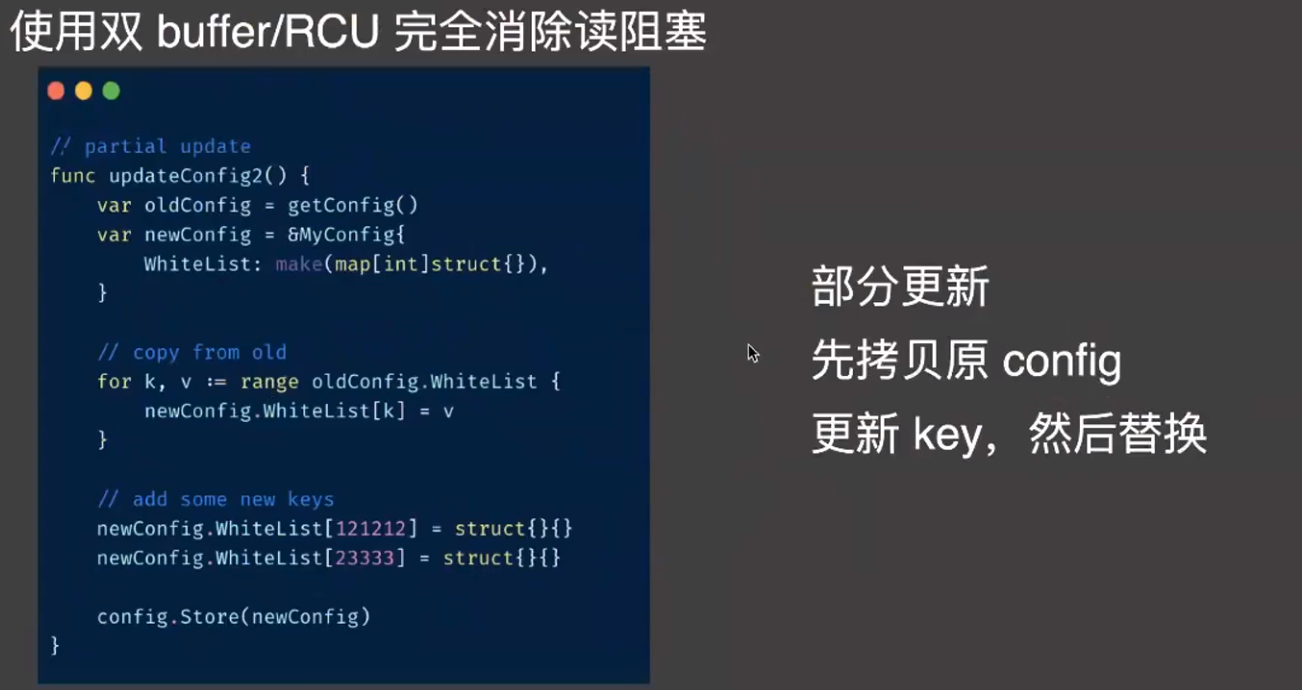 使用双 buffer/RCU 完全消除读阻塞
// partial update
func updateConfig2() {
    var oldConfig = getConfig()
    var newConfig = &MyConfig{
        WhiteList: make(map[int]struct{}),
    }
    // copy from old
    for k, v := range oldConfig.WhiteList {
        newConfig.WhiteList[k] = v
    }
    // add some new keys
    newConfig.WhiteList[121212] = struct{}{}
    newConfig.WhiteList[23333] = struct{}{}
    config.Store(newConfig)
}
部分更新
先拷贝原 config
更新 key，然后替换